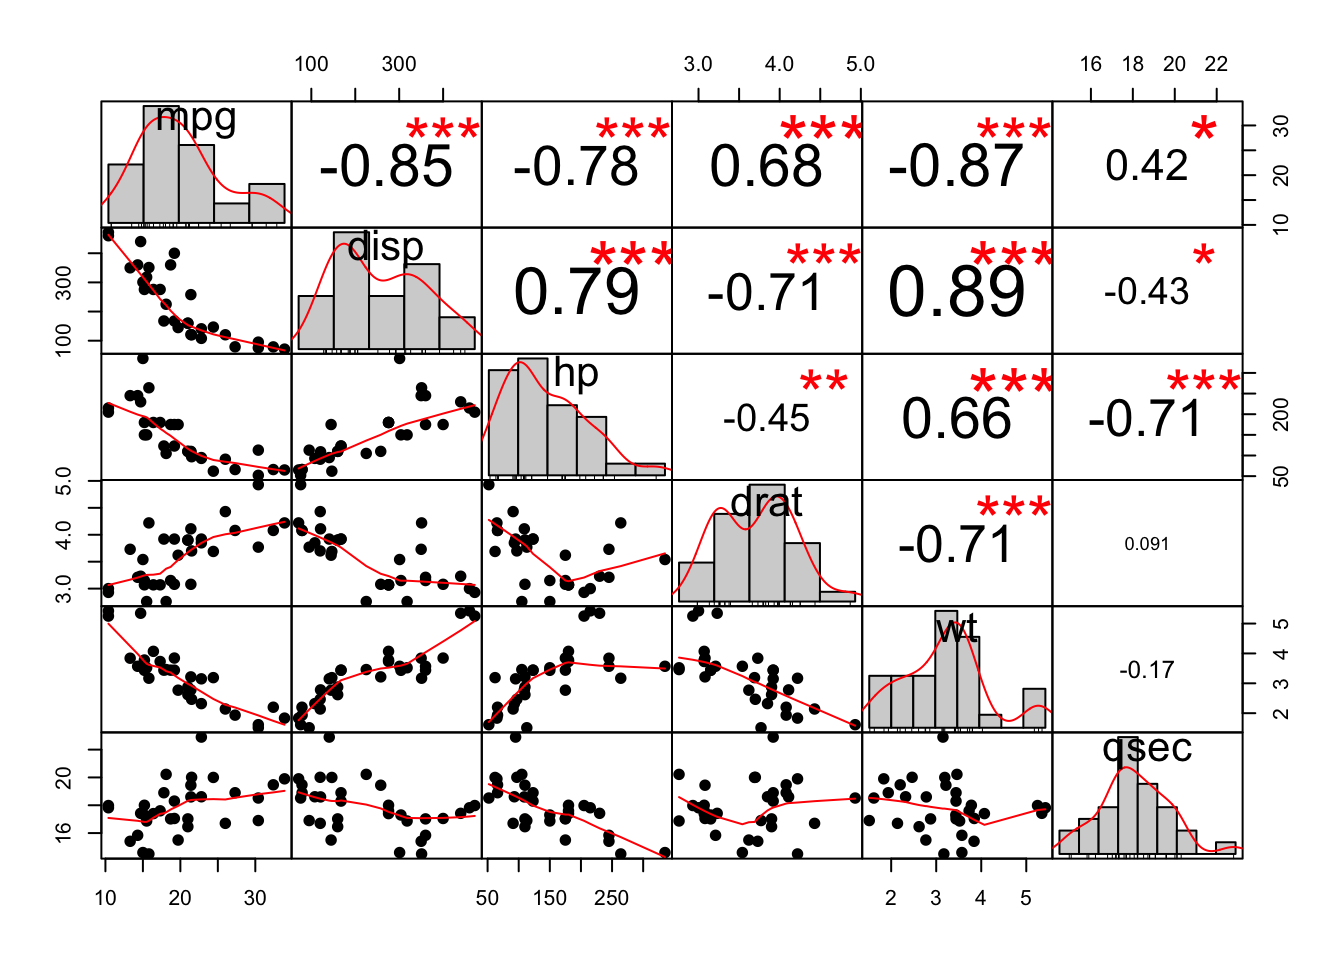 100 300 3.0 4.0 5.0 16 18 20 22
mpg *** *** *** *** *
-0.85 -0.78 0.68 -0.87 0.42
10 20 30
disp *** *** *** *
0.79 -0.71 0.89 -0.43
100 300
hp ** *** ***
-0.45 0.66 -0.71
50 200
drat ***
-0.71 0.091
3.0 4.0 5.0
wt
-0.17
2 3 4 5
qsec
16 20
10 20 30 50 150 250 2 3 4 5